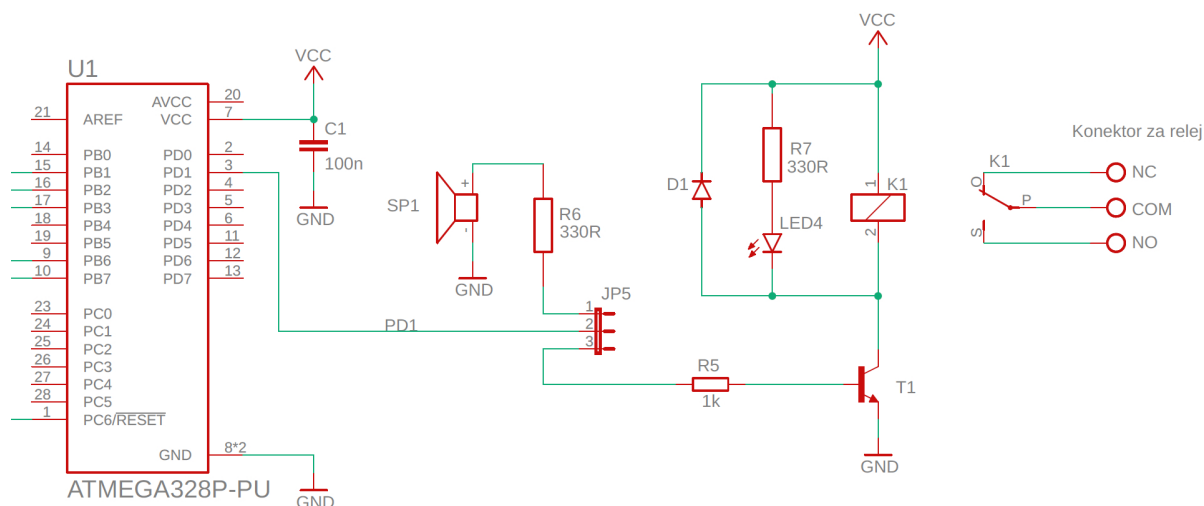 U1
ATMEGA328P-PU
21 AREF
14 PB0
15 PB1
16 PB2
17 PB3
18 PB4
19 PB5
9 PB6
10 PB7
23 PC0
24 PC1
25 PC2
26 PC3
27 PC4
28 PC5
1 PC6/RESET
AVCC 20
VCC 7
PD0 2
PD1 3
PD2 4
PD3 5
PD4 6
PD5 11
PD6 12
PD7 13
GND 8*2
GND
VCC
C1
100n
GND
SP1
+
-
GND
R6
330R
PD1
JP5
1
2
3
R5
1k
T1
GND
VCC
D1
R7
330R
LED4
K1
1
2
Konektor za relej
K1
O
P
S
NC
COM
NO